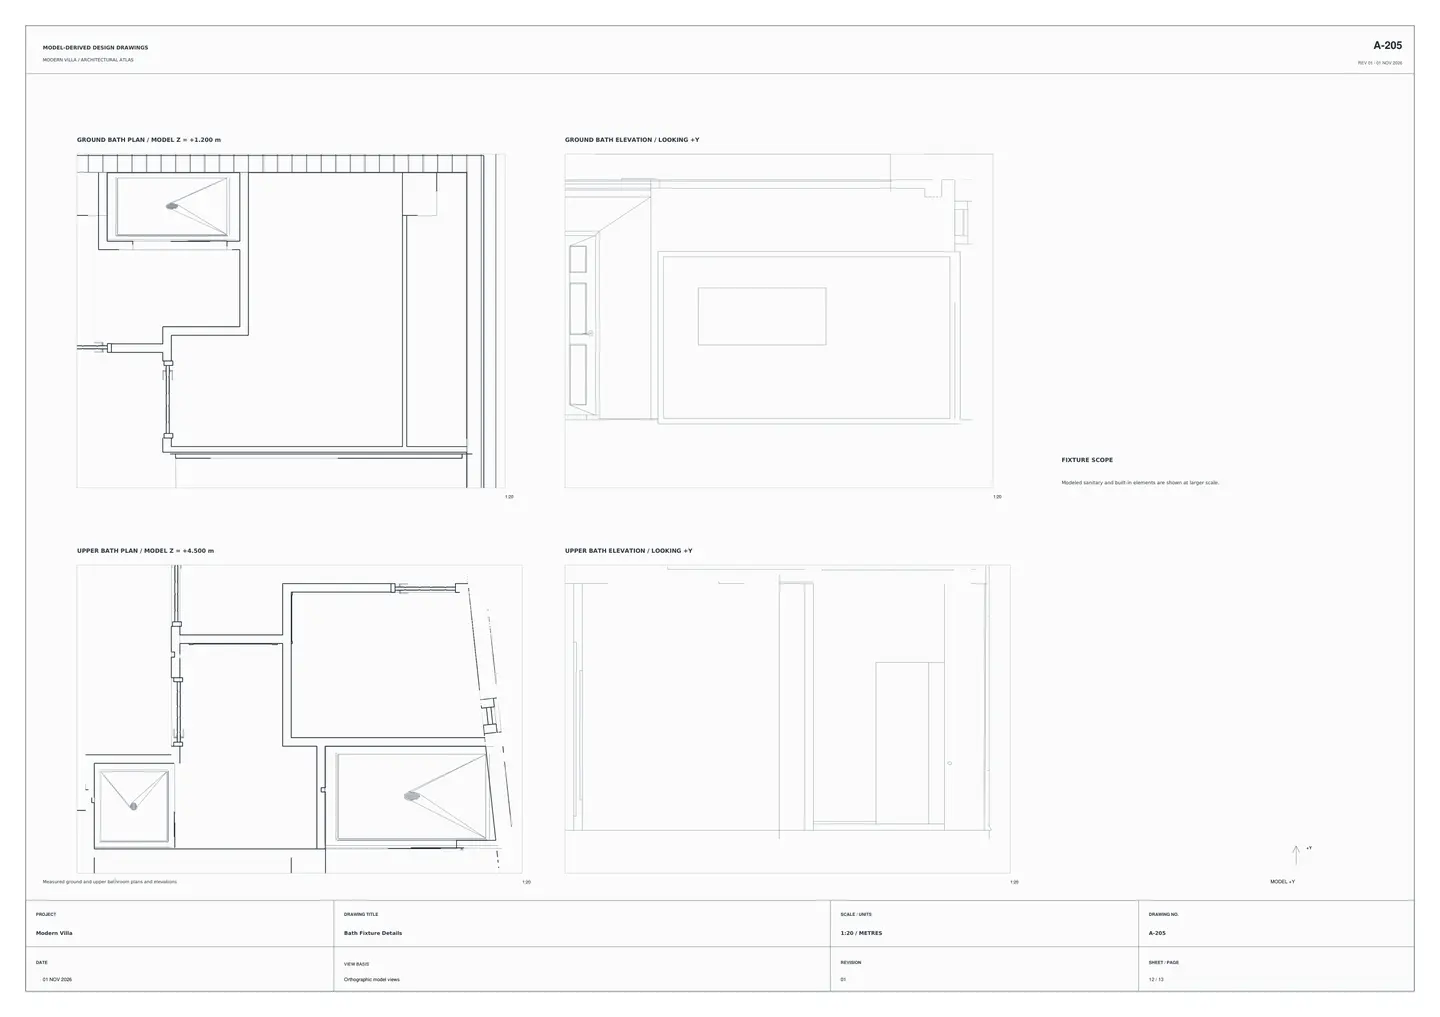 MODEL-DERIVED DESIGN DRAWINGS
MODERN VILLA / ARCHITECTURAL ATLAS
A-205
REV 01 · 01 NOV 2026
GROUND BATH PLAN / MODEL Z = +1.200 m
GROUND BATH ELEVATION / LOOKING +Y
1:20
1:20
FIXTURE SCOPE
Modeled sanitary and built-in elements are shown at larger scale.
UPPER BATH PLAN / MODEL Z = +4.500 m
UPPER BATH ELEVATION / LOOKING +Y
1:20
1:20
+Y
MODEL +Y
Measured ground and upper bathroom plans and elevations
PROJECT
Modern Villa
DRAWING TITLE
Bath Fixture Details
SCALE / UNITS
1:20 / METRES
DRAWING NO.
A-205
DATE
01 NOV 2026
VIEW BASIS
Orthographic model views
REVISION
01
SHEET / PAGE
12 / 13